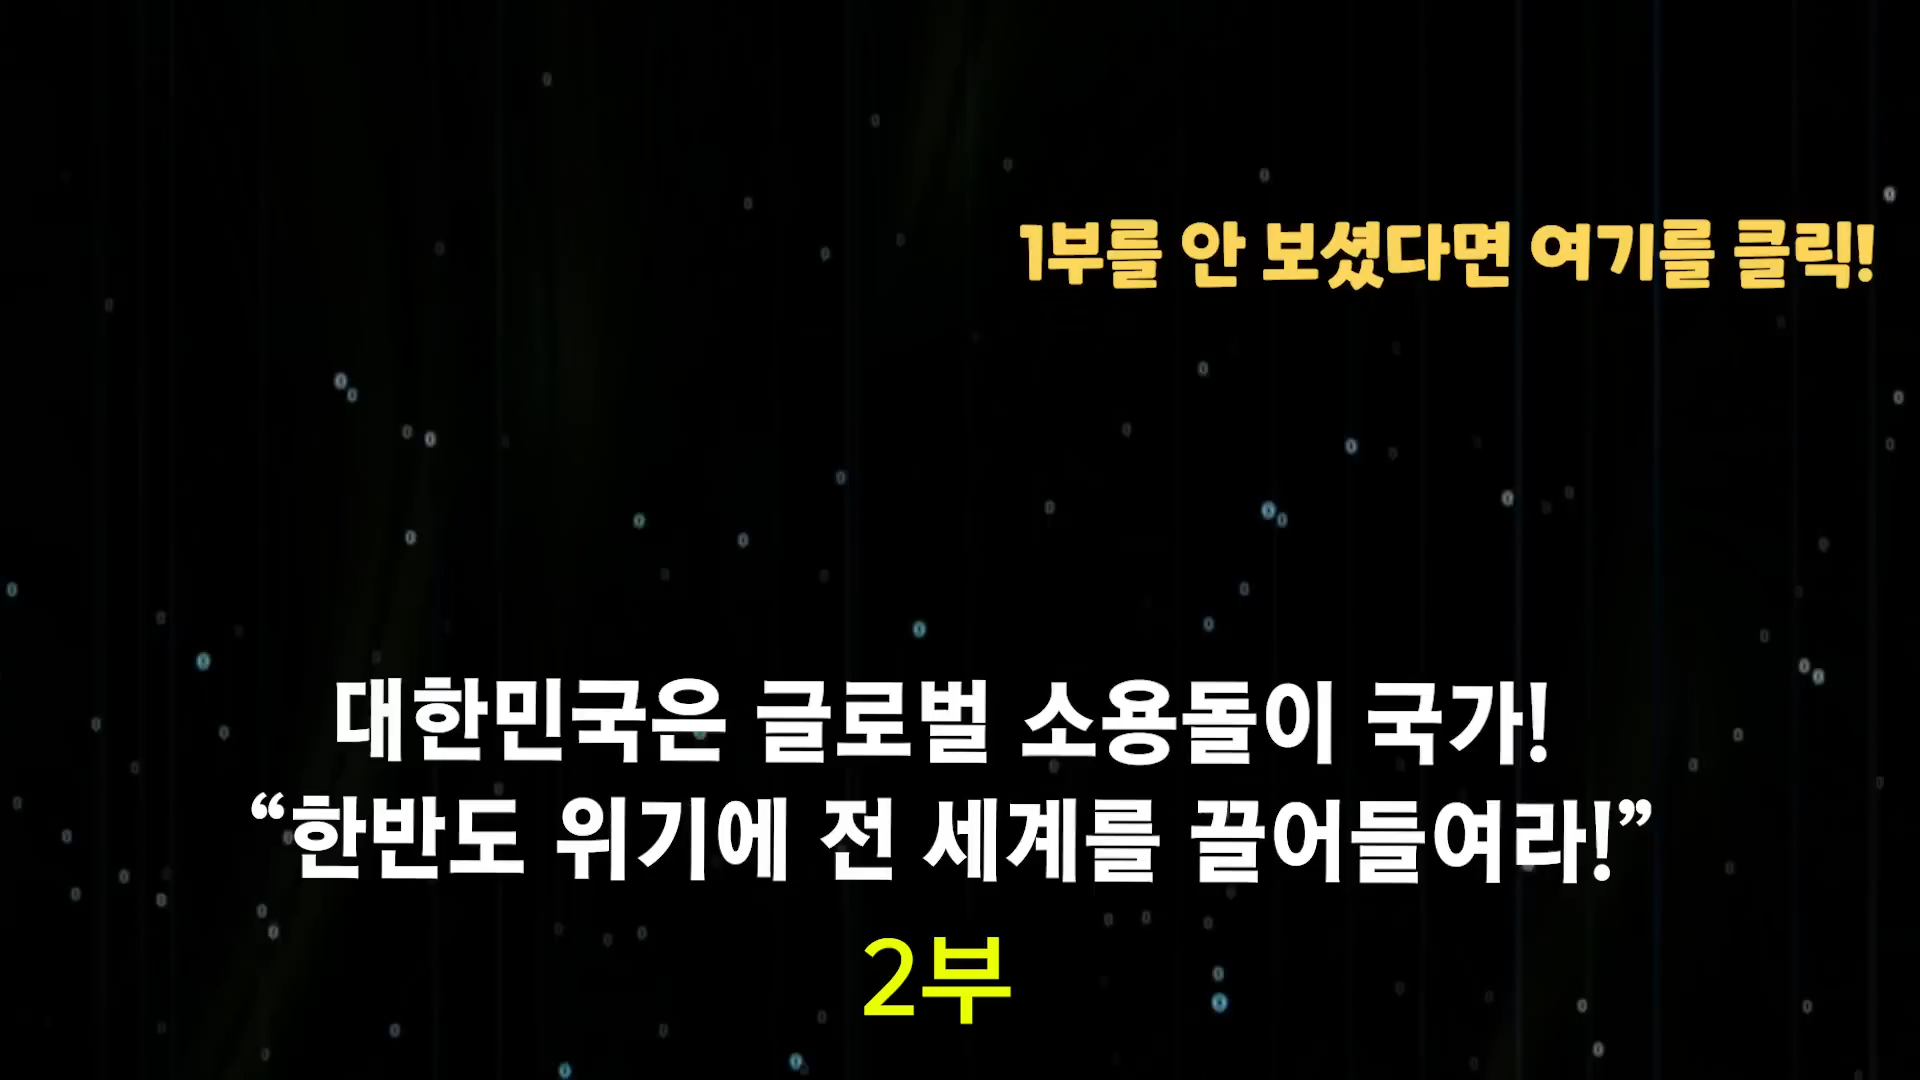 1부를 안 보셨다면 여기를 클릭!
대한민국은 글로벌 소용돌이 국가!
“한반도 위기에 전 세계를 끌어들여라!”
2부